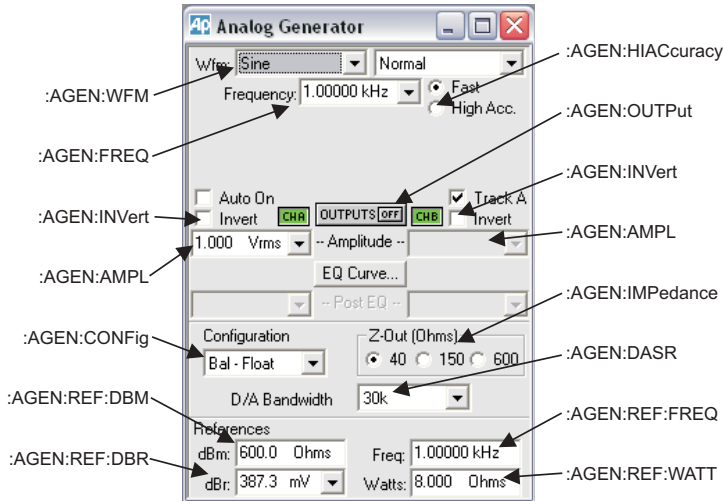 Ap Analog Generator
Wfm: Sine Normal
:AGEN:HIACcuracy
:AGEN:WFM
Frequency: 1.00000 kHz Fast
High Acc.
:AGEN:OUTPut
:AGEN:FREQ
:AGEN:INVert
Auto On Track A
:AGEN:INVert
Invert CHA OUTPUTS OFF CHB Invert
:AGEN:AMPL
1.000 Vrms -- Amplitude --
:AGEN:AMPL
EQ Curve...
:AGEN:IMPedance
-- Post EQ --
:AGEN:CONFig
Configuration Z-Out (Ohms)
Bal - Float 40 150 600
:AGEN:DASR
:AGEN:REF:DBM
D/A Bandwidth 30k
:AGEN:REF:FREQ
References
dBm: 600.0 Ohms Freq: 1.00000 kHz
:AGEN:REF:DBR
:AGEN:REF:WATT
dBr: 387.3 mV Watts: 8.000 Ohms